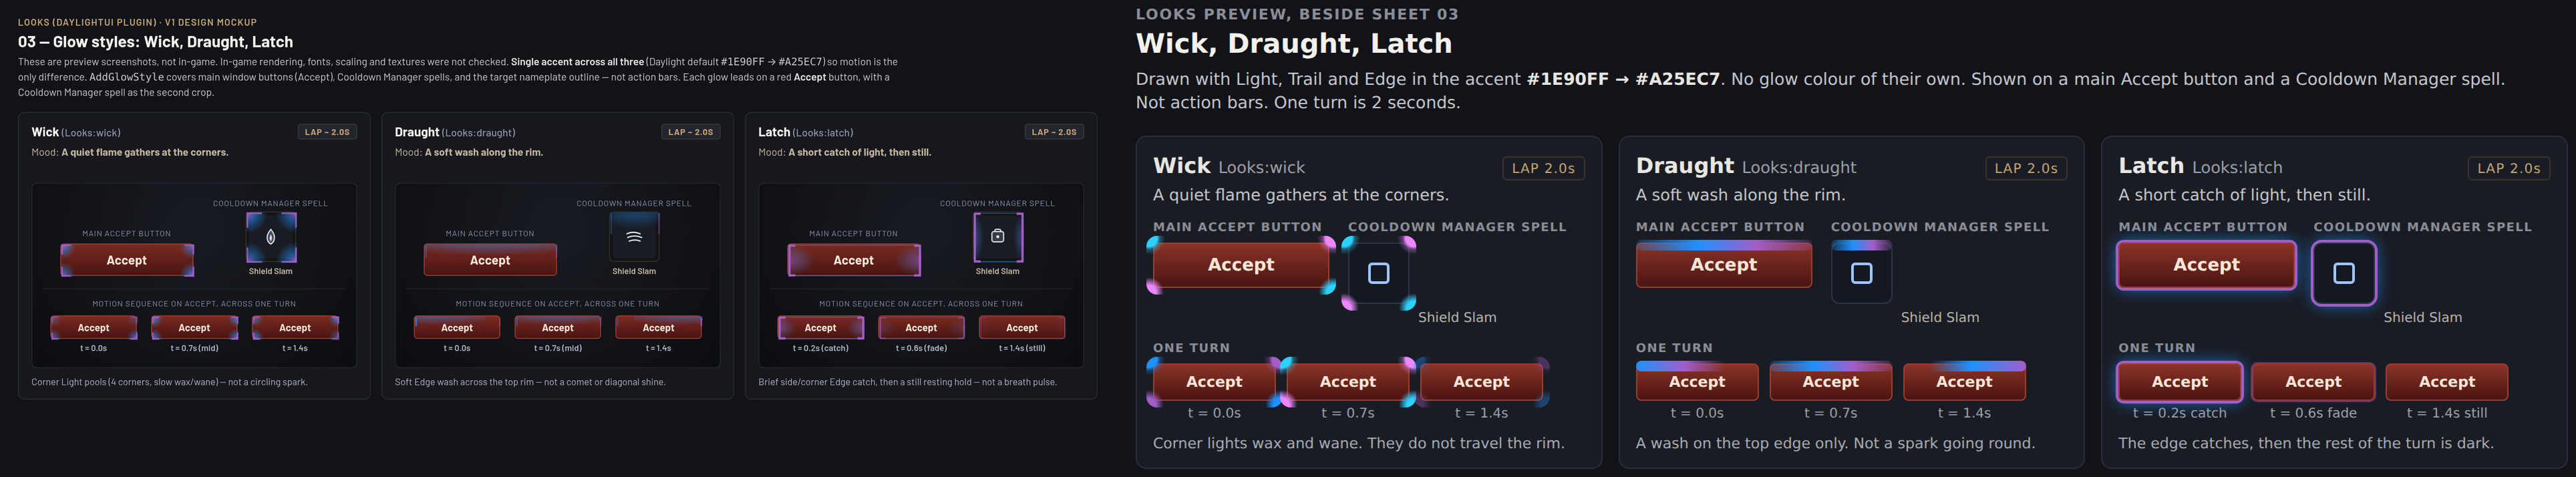 LOOKS (DAYLIGHTUI PLUGIN) · V1 DESIGN MOCKUP
03 — Glow styles: Wick, Draught, Latch
These are preview screenshots, not in-game. In-game rendering, fonts, scaling and textures were not checked. Single accent across all three (Daylight default #1E90FF → #A25EC7) so motion is the
only difference. AddGlowStyle covers main window buttons (Accept), Cooldown Manager spells, and the target nameplate outline — not action bars. Each glow leads on a red Accept button, with a
Cooldown Manager spell as the second crop.
Wick (Looks:wick)
LAP ~ 2.0S
Mood: A quiet flame gathers at the corners.
COOLDOWN MANAGER SPELL
MAIN ACCEPT BUTTON
Accept
Shield Slam
MOTION SEQUENCE ON ACCEPT, ACROSS ONE TURN
Accept Accept Accept
t = 0.0s t = 0.7s (mid) t = 1.4s
Corner Light pools (4 corners, slow wax/wane) — not a circling spark.
Draught (Looks:draught)
LAP ~ 2.0S
Mood: A soft wash along the rim.
COOLDOWN MANAGER SPELL
MAIN ACCEPT BUTTON
Accept
Shield Slam
MOTION SEQUENCE ON ACCEPT, ACROSS ONE TURN
Accept Accept Accept
t = 0.0s t = 0.7s (mid) t = 1.4s
Soft Edge wash across the top rim — not a comet or diagonal shine.
Latch (Looks:latch)
LAP ~ 2.0S
Mood: A short catch of light, then still.
COOLDOWN MANAGER SPELL
MAIN ACCEPT BUTTON
Accept
Shield Slam
MOTION SEQUENCE ON ACCEPT, ACROSS ONE TURN
Accept Accept Accept
t = 0.2s (catch) t = 0.6s (fade) t = 1.4s (still)
Brief side/corner Edge catch, then a still resting hold — not a breath pulse.
LOOKS PREVIEW, BESIDE SHEET 03
Wick, Draught, Latch
Drawn with Light, Trail and Edge in the accent #1E90FF → #A25EC7. No glow colour of their own. Shown on a main Accept button and a Cooldown Manager spell.
Not action bars. One turn is 2 seconds.
Wick Looks:wick
LAP 2.0s
A quiet flame gathers at the corners.
MAIN ACCEPT BUTTON COOLDOWN MANAGER SPELL
Accept
Shield Slam
ONE TURN
Accept Accept Accept
t = 0.0s t = 0.7s t = 1.4s
Corner lights wax and wane. They do not travel the rim.
Draught Looks:draught
LAP 2.0s
A soft wash along the rim.
MAIN ACCEPT BUTTON COOLDOWN MANAGER SPELL
Accept
Shield Slam
ONE TURN
Accept Accept Accept
t = 0.0s t = 0.7s t = 1.4s
A wash on the top edge only. Not a spark going round.
Latch Looks:latch
LAP 2.0s
A short catch of light, then still.
MAIN ACCEPT BUTTON COOLDOWN MANAGER SPELL
Accept
Shield Slam
ONE TURN
Accept Accept Accept
t = 0.2s catch t = 0.6s fade t = 1.4s still
The edge catches, then the rest of the turn is dark.